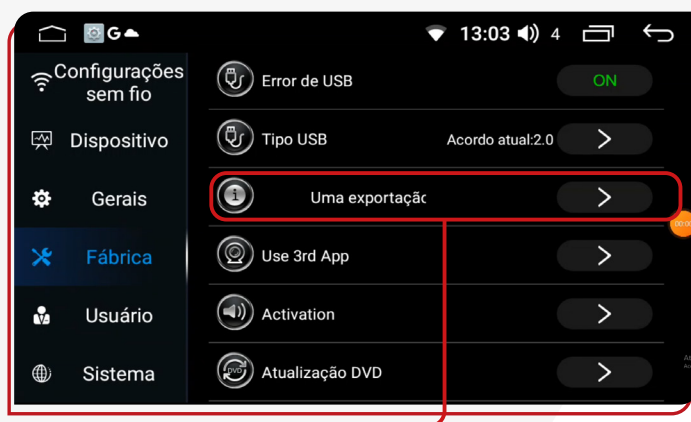 G
13:03
4
Configurações
sem fio
Error de USB
ON
Dispositivo
Tipo USB
Acordo atual:2.0
Gerais
Uma exportaçãc
Fábrica
Use 3rd App
Usuário
Activation
Sistema
DVD
Atualização DVD